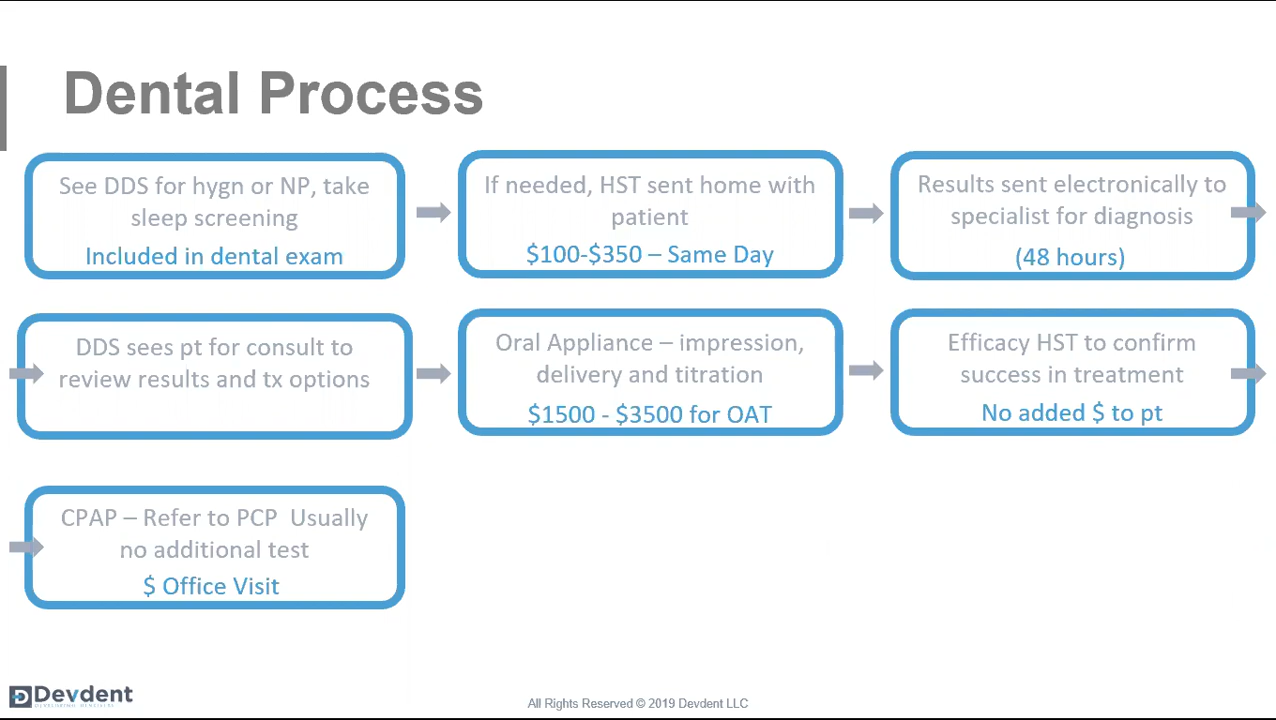 Dental Process
See DDS for hygn or NP, take
sleep screening
Included in dental exam
If needed, HST sent home with
patient
$100-$350 – Same Day
Results sent electronically to
specialist for diagnosis
(48 hours)
DDS sees pt for consult to
review results and tx options
Oral Appliance – impression,
delivery and titration
$1500 - $3500 for OAT
Efficacy HST to confirm
success in treatment
No added $ to pt
CPAP – Refer to PCP  Usually
no additional test
$ Office Visit
Devdent
All Rights Reserved © 2019 Devdent LLC